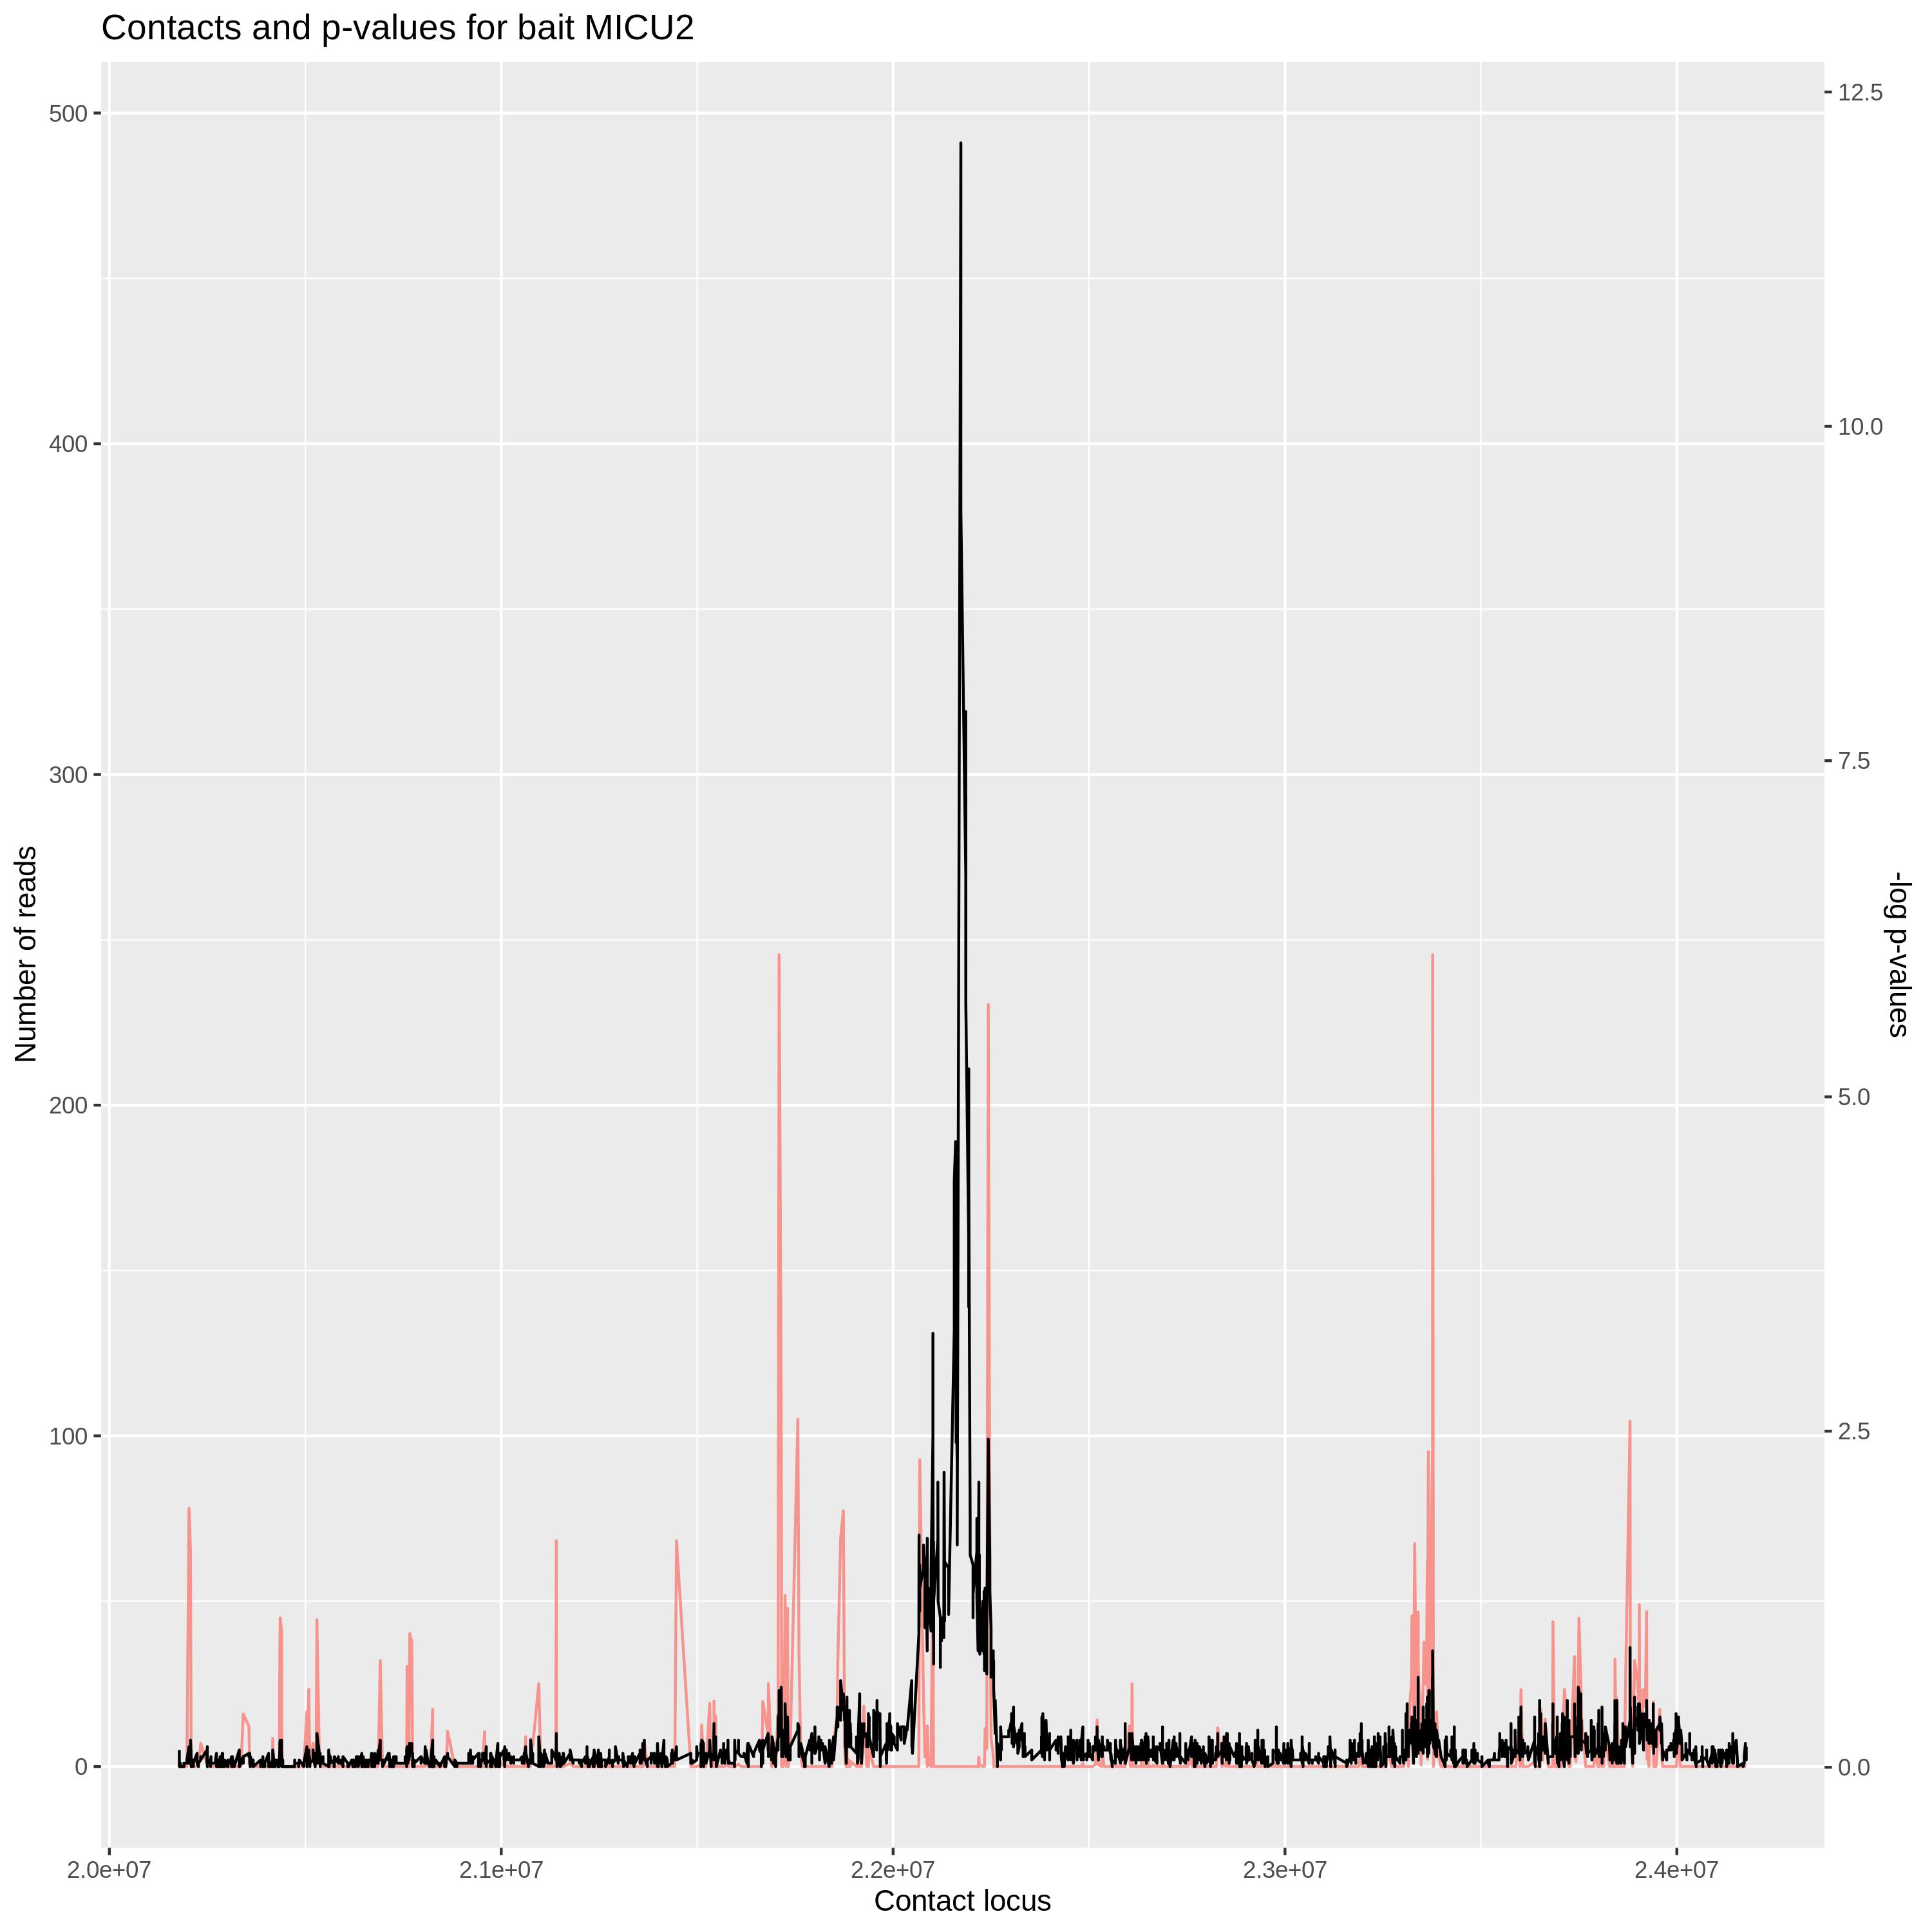 Contacts and p-values for bait MICU2
500
400
300
200
100
0
Number of reads
12.5
10.0
7.5
5.0
2.5
0.0
-log p-values
2.0e+07
2.1e+07
2.2e+07
2.3e+07
2.4e+07
Contact locus